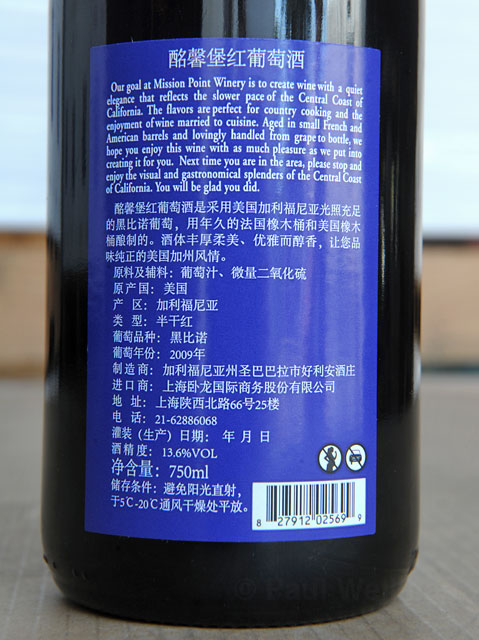 酩馨堡红葡萄酒
Our goal at Mission Point Winery is to create wine with a quiet
elegance that reflects the slower pace of the Central Coast of
California. The flavors are perfect for country cooking and the
enjoyment of wine married to cuisine. Aged in small French and
American barrels and lovingly handled from grape to bottle, we
hope you enjoy this wine with as much pleasure as we put into
creating it for you. Next time you are in the area, please stop and
enjoy the visual and gastronomical splenders of the Central Coast
of California. You will be glad you did.
酩馨堡红葡萄酒是采用美国加利福尼亚光照充足
的黑比诺葡萄，用年久的法国橡木桶和美国橡木
桶酿制的。酒体丰厚柔美、优雅而醇香，让您品
味纯正的美国加州风情。
原料及辅料：葡萄汁、微量二氧化硫
原产国：美国
产 区：加利福尼亚
类 型：半干红
葡萄品种：黑比诺
葡萄年份：2009年
制造商：加利福尼亚州圣巴巴拉市好利安酒庄
进口商：上海卧龙国际商务股份有限公司
地 址：上海陕西北路66号25楼
电 话：21-62886068
灌装（生产）日期： 年 月 日
酒精度：13.6%VOL
净含量：750ml
储存条件：避免阳光直射，
于5℃-20℃通风干燥处平放。
8 27912 02569 9